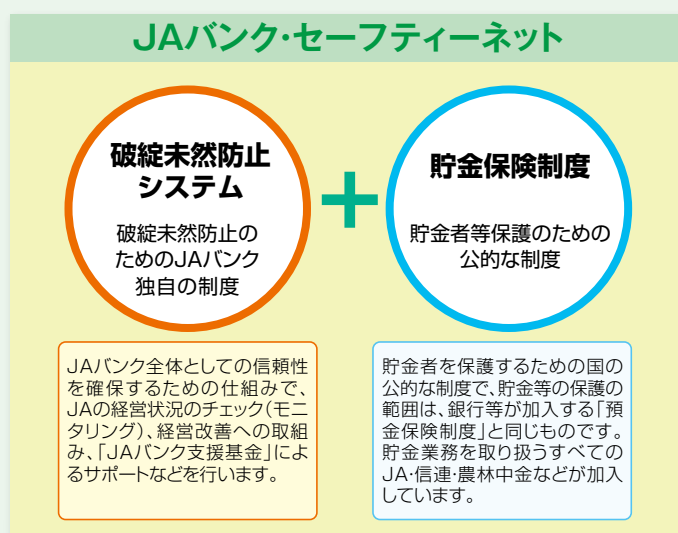 JAバンク・セーフティーネット
破綻未然防止
システム
破綻未然防止の
ためのJAバンク
独自の制度
+
貯金保険制度
貯金者等保護のための
公的な制度
JAバンク全体としての信頼性
を確保するための仕組みで、
JAの経営状況のチェック(モニ
タリング)、経営改善への取組
み、「JAバンク支援基金」によ
るサポートなどを行います。
貯金者を保護するための国の
公的な制度で、貯金等の保護の
範囲は、銀行等が加入する「預
金保険制度」と同じものです。
貯金業務を取り扱うすべての
JA・信連・農林中金などが加入
しています。